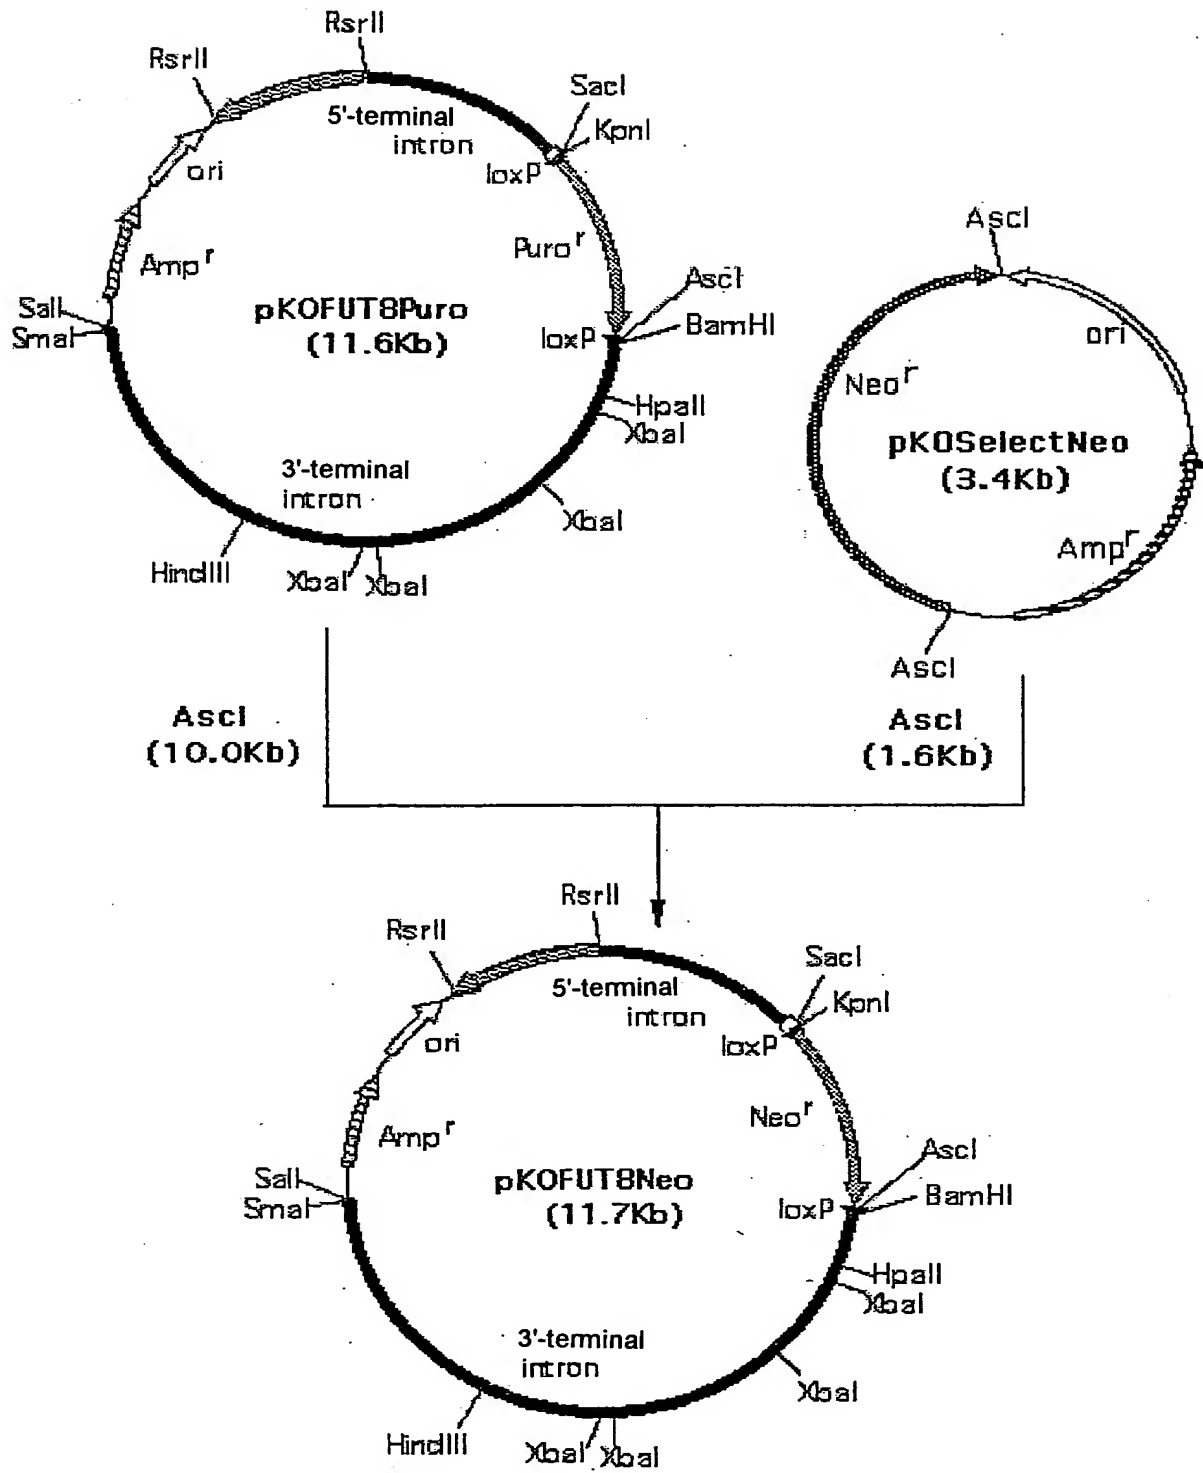 RsrII
RsrII
5'-terminal
intron
SacI
KpnI
loxP
ori
Puro r
Amp r
AscI
SalI
SmaI
pKOFUT8Puro
(11.6Kb)
loxP
BamHI
HpaII
XbaI
3'-terminal
intron
XbaI
HindIII
XbaI
XbaI
AscI
ori
Neo r
pKOSelectNeo
(3.4Kb)
Amp r
AscI
AscI
(10.0Kb)
AscI
(1.6Kb)
RsrII
RsrII
5'-terminal
intron
SacI
KpnI
loxP
ori
Neo r
Amp r
AscI
SalI
SmaI
pKOFUT8Neo
(11.7Kb)
loxP
BamHI
HpaII
XbaI
3'-terminal
intron
XbaI
HindIII
XbaI
XbaI